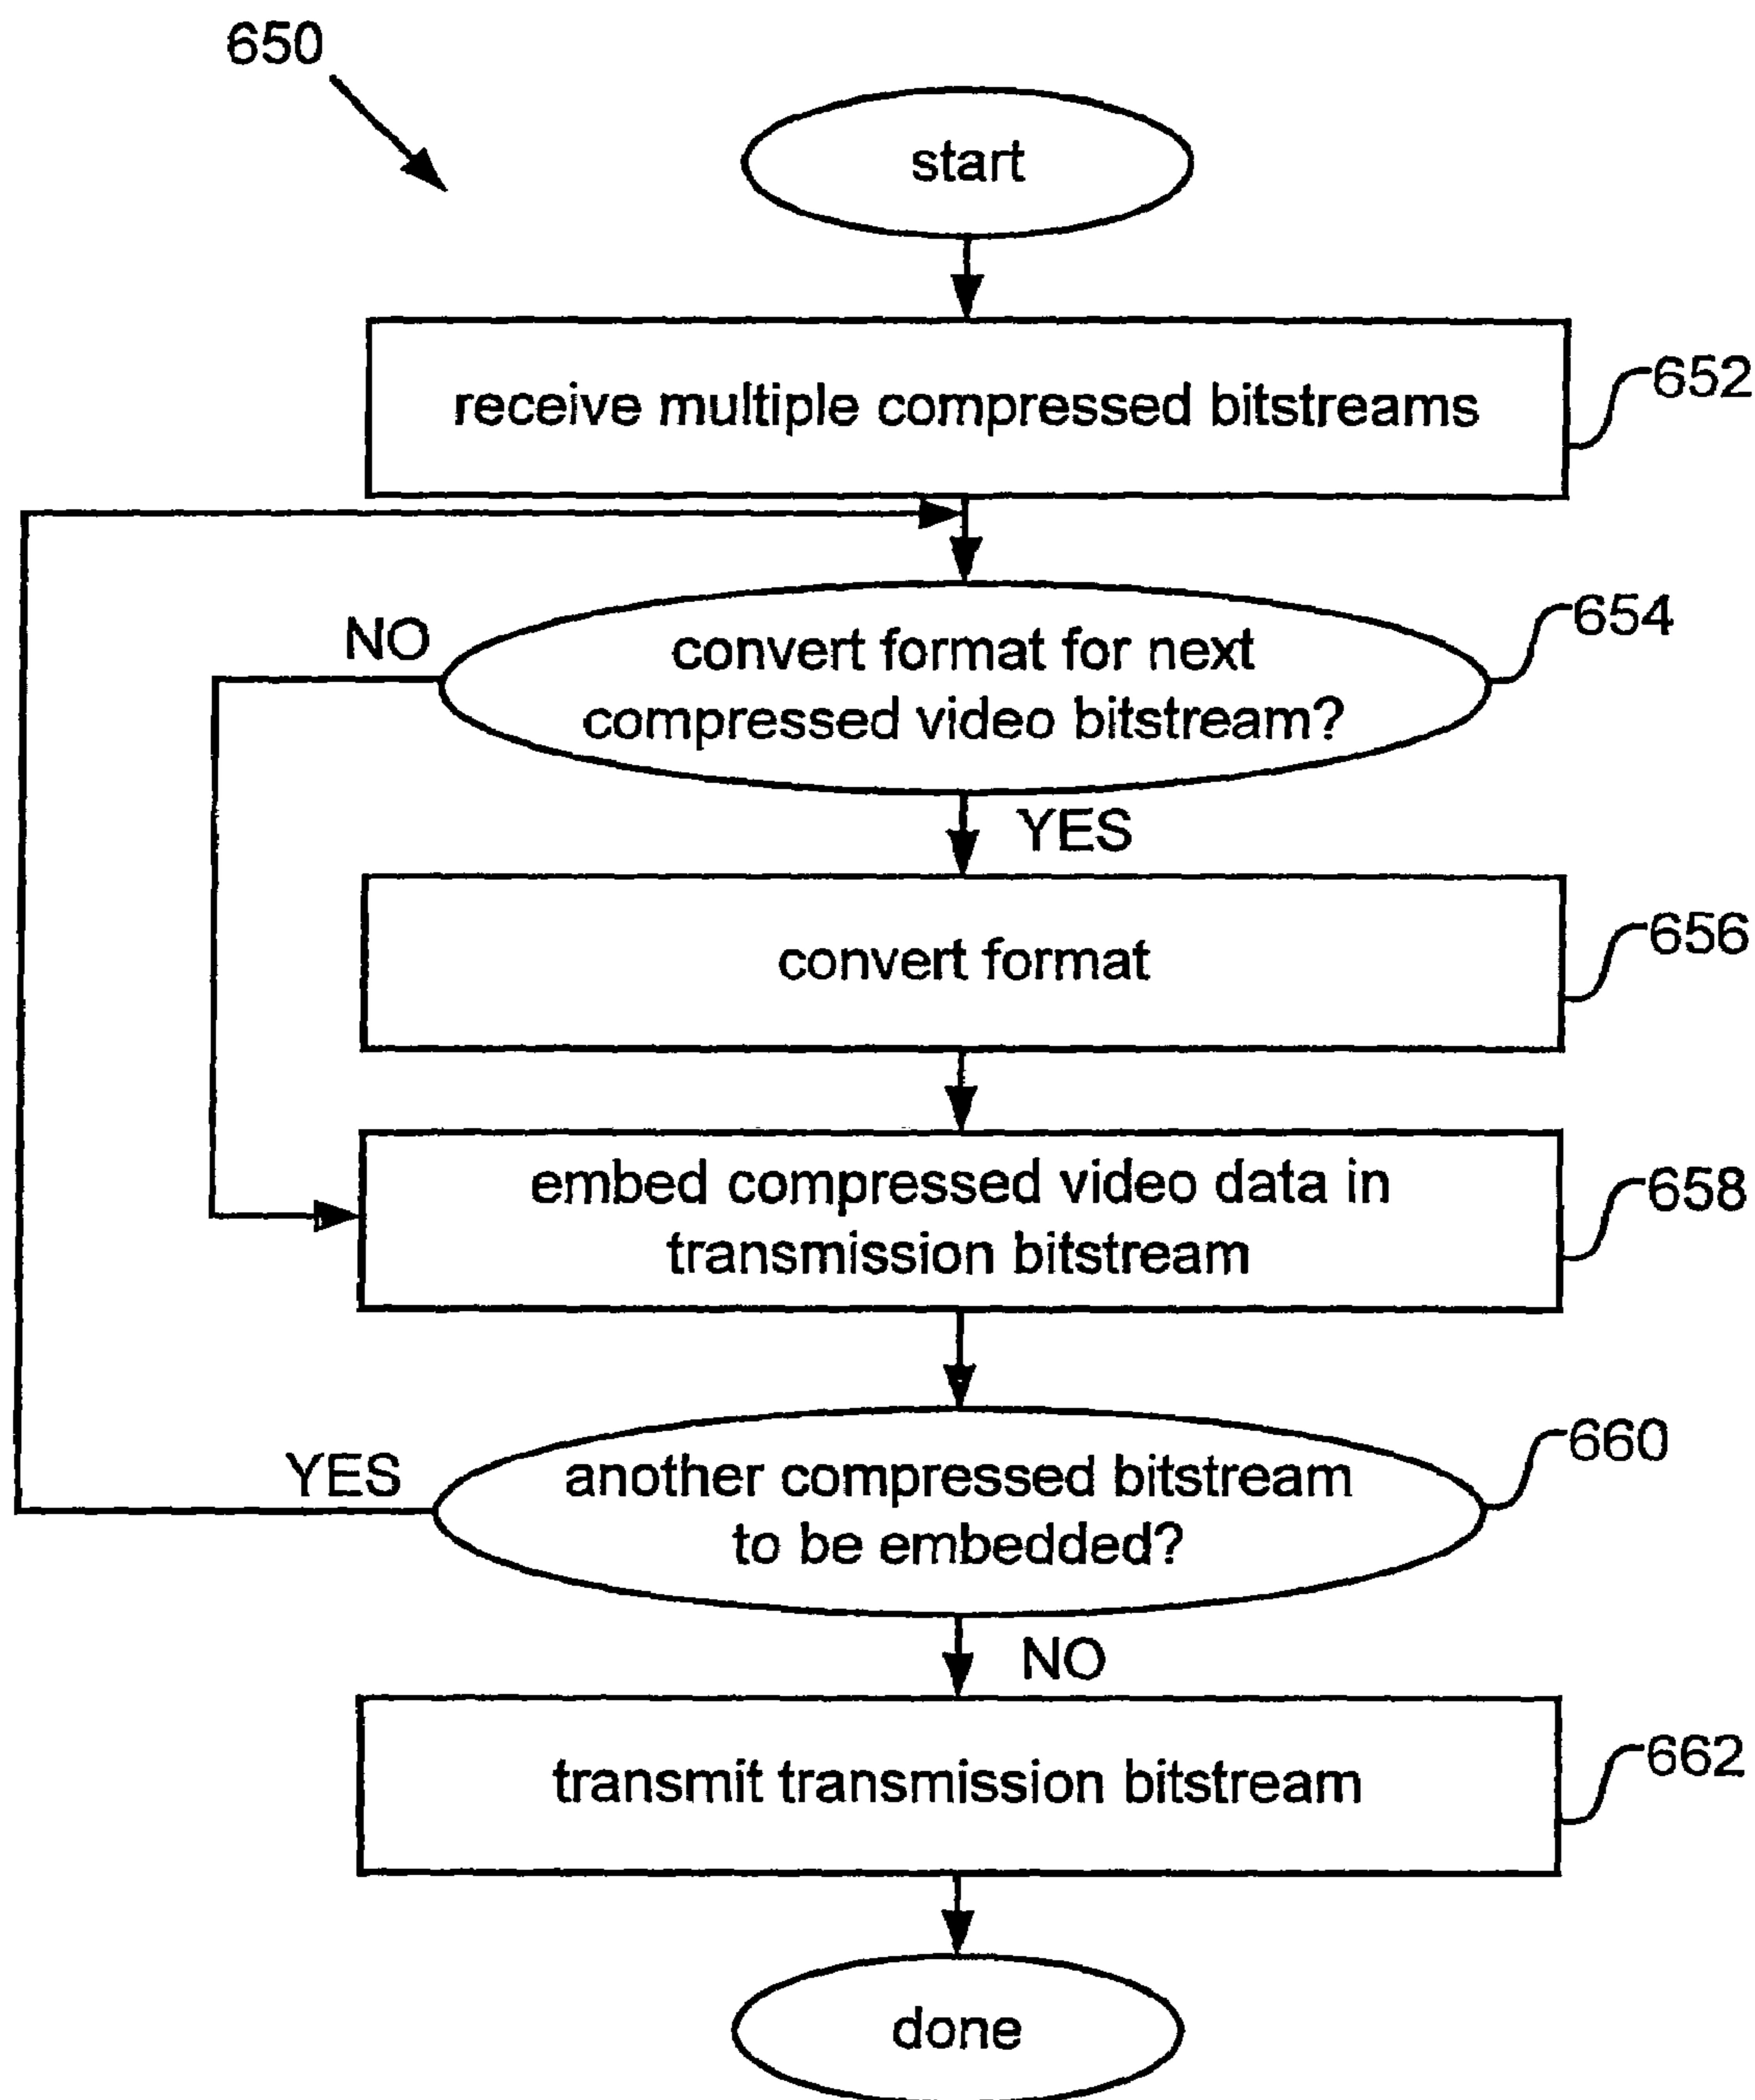 650
start
receive multiple compressed bitstreams
652
convert format for next
compressed video bitstream?
654
NO
YES
convert format
656
embed compressed video data in
transmission bitstream
658
another compressed bitstream
to be embedded?
660
YES
NO
transmit transmission bitstream
662
done